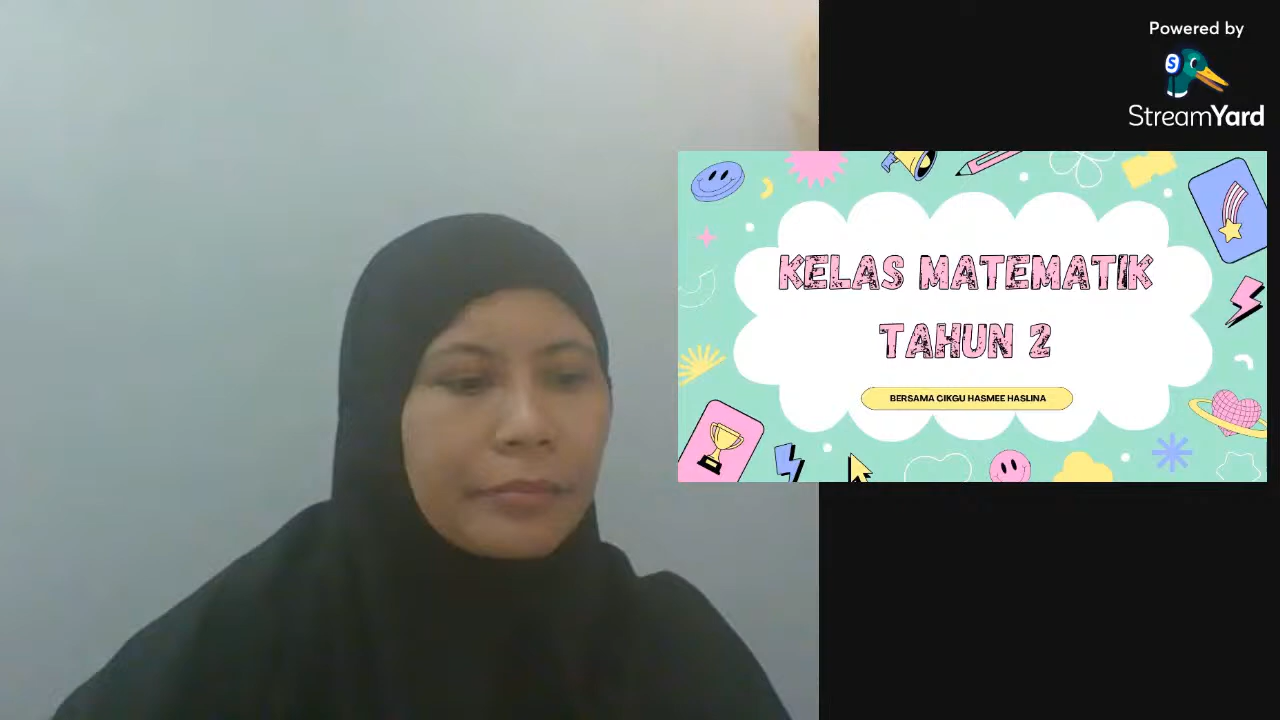 Powered by
S
StreamYard
KELAS MATEMATIK
TAHUN 2
BERSAMA CIKGU HASMEE HASLINA